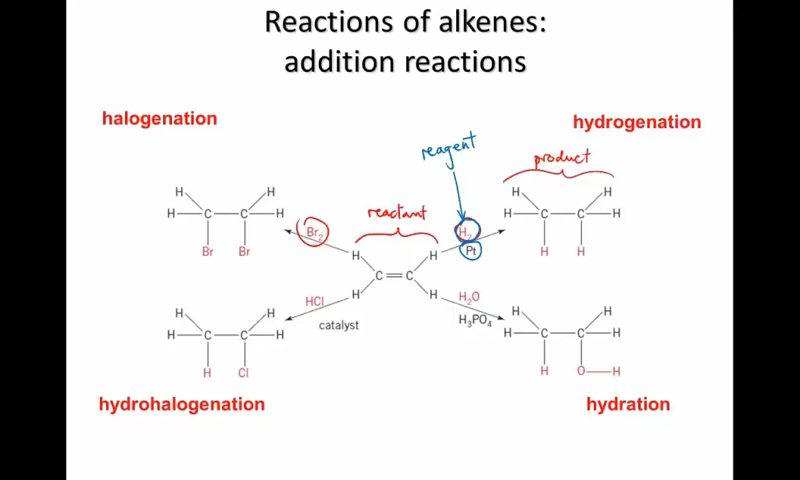 Reactions of alkenes:
addition reactions
halogenation
hydrogenation
reagent
product
reactant
H H
H C C H
Br Br
Br₂
H₂
Pt
H H
H C C H
H H
H H
C=C
H H
HCl
catalyst
H₂O
H₃PO₄
H H
H C C H
H Cl
H H
H C C H
H O H
hydrohalogenation
hydration